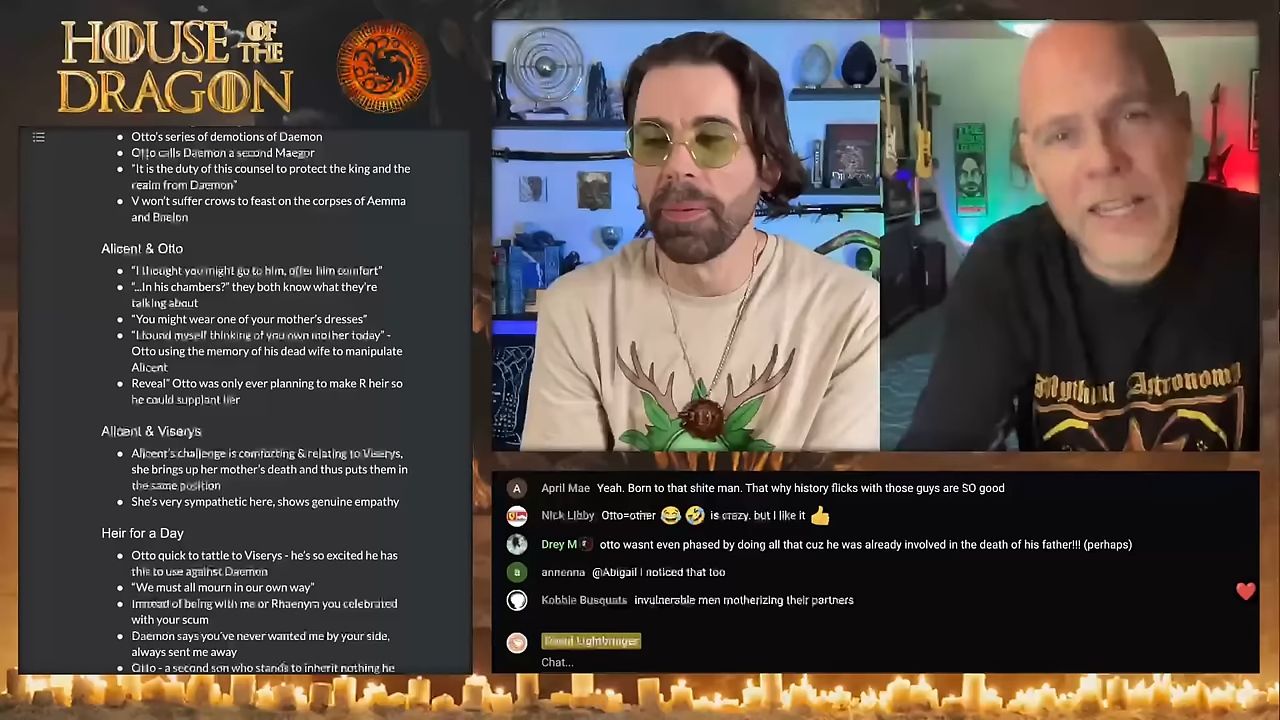 HOUSE OF THE
DRAGON
Otto's series of demotions of Daemon
Otto calls Daemon a second Maegor
"It is the duty of this counsel to protect the king and the
realm from Daemon"
V won't suffer crows to feast on the corpses of Aemma
and Baelon
Alicent & Otto
"I thought you might go to him, offer him comfort"
"...In his chambers?" they both know what they're
talking about
"You might wear one of your mother's dresses"
"I found myself thinking of you own mother today" -
Otto using the memory of his dead wife to manipulate
Alicent
Reveal" Otto was only ever planning to make R heir so
he could supplant her
Alicent & Viserys
Alicent's challenge is comforting & relating to Viserys,
she brings up her mother's death and thus puts them in
the same position
She's very sympathetic here, shows genuine empathy
Heir for a Day
Otto quick to tattle to Viserys - he's so excited he has
this to use against Daemon
"We must all mourn in our own way"
Instead of being with me or Rhaenyra you celebrated
with your scum
Daemon says you've never wanted me by your side,
always sent me away
Otto - a second son who stands to inherit nothing he
Mythical Astronomy
A April Mae Yeah. Born to that shite man. That why history flicks with those guys are SO good
Nick Libby Otto=other 😂 🤣 is crazy. but I like it 👍
Drey M otto wasnt even phased by doing all that cuz he was already involved in the death of his father!!! (perhaps)
a annenna @Abigail I noticed that too
Kobbie Busquats invulnerable men motherizing their partners
David Lightbringer
Chat...